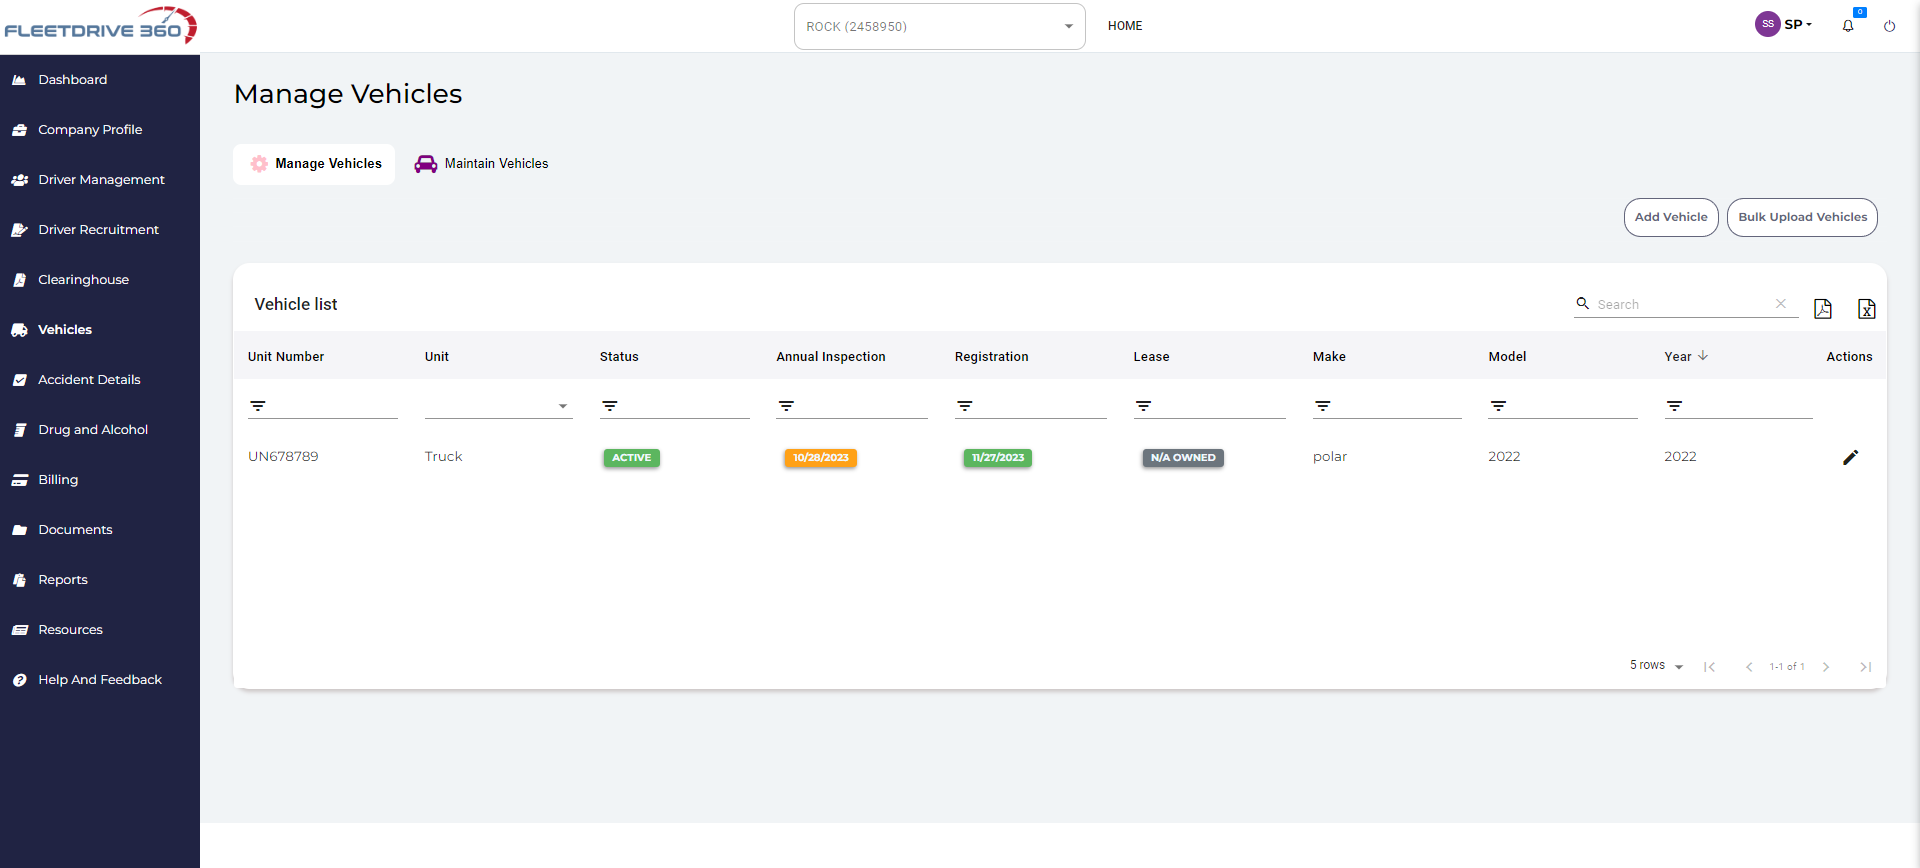 FLEETDRIVE 360
ROCK (2458950)
HOME
SS
SP
0
Dashboard
Company Profile
Driver Management
Driver Recruitment
Clearinghouse
Vehicles
Accident Details
Drug and Alcohol
Billing
Documents
Reports
Resources
Help And Feedback
Manage Vehicles
Manage Vehicles
Maintain Vehicles
Add Vehicle
Bulk Upload Vehicles
Vehicle list
Search
Unit Number Unit Status Annual Inspection Registration Lease Make Model Year Actions
UN678789 Truck ACTIVE 10/28/2023 11/27/2023 N/A OWNED polar 2022 2022
5 rows 1-1 of 1